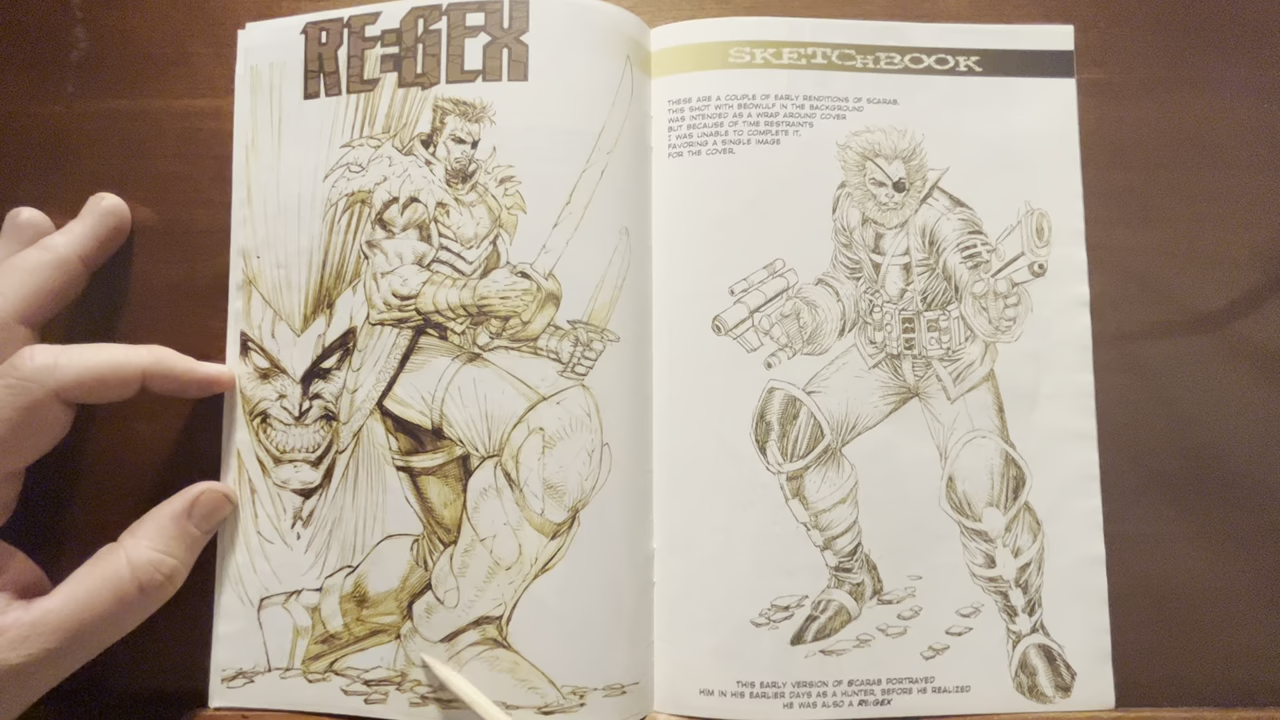 RE:GEX
SKETCHBOOK
THESE ARE A COUPLE OF EARLY RENDITIONS OF SCARAB.
THIS SHOT WITH BEOWULF IN THE BACKGROUND
WAS INTENDED AS A WRAP AROUND COVER
BUT BECAUSE OF TIME RESTRAINTS
I WAS UNABLE TO COMPLETE IT,
FAVORING A SINGLE IMAGE
FOR THE COVER.
THIS EARLY VERSION OF SCARAB PORTRAYED
HIM IN HIS EARLIER DAYS AS A HUNTER, BEFORE HE REALIZED
HE WAS ALSO A RE:GEX